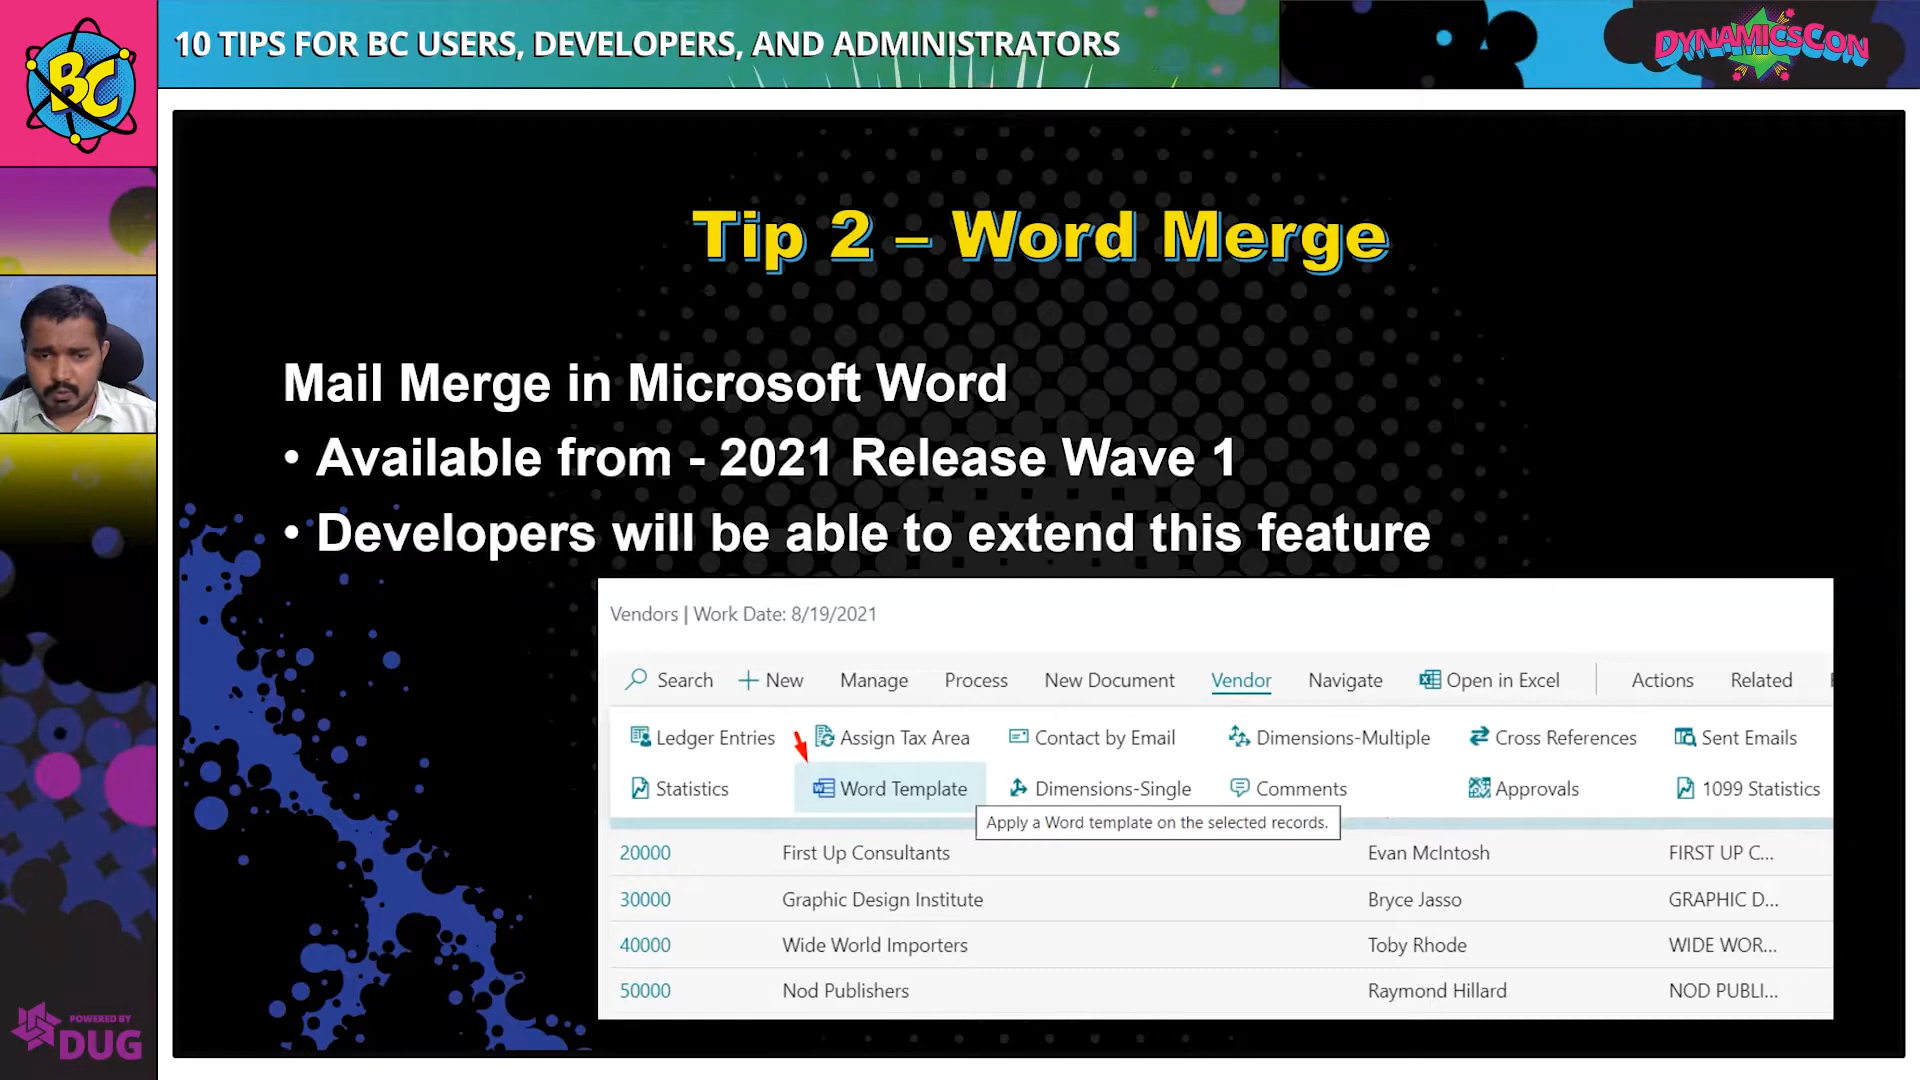 BC
10 TIPS FOR BC USERS, DEVELOPERS, AND ADMINISTRATORS
DYNAMICSCON
Tip 2 – Word Merge
Mail Merge in Microsoft Word
• Available from - 2021 Release Wave 1
• Developers will be able to extend this feature
Vendors | Work Date: 8/19/2021
Search New Manage Process New Document Vendor Navigate Open in Excel Actions Related
Ledger Entries Assign Tax Area Contact by Email Dimensions-Multiple Cross References Sent Emails
Statistics Word Template Dimensions-Single Comments Approvals 1099 Statistics
Apply a Word template on the selected records.
20000 First Up Consultants Evan McIntosh FIRST UP C...
30000 Graphic Design Institute Bryce Jasso GRAPHIC D...
40000 Wide World Importers Toby Rhode WIDE WOR...
50000 Nod Publishers Raymond Hillard NOD PUBLI...
POWERED BY
DUG